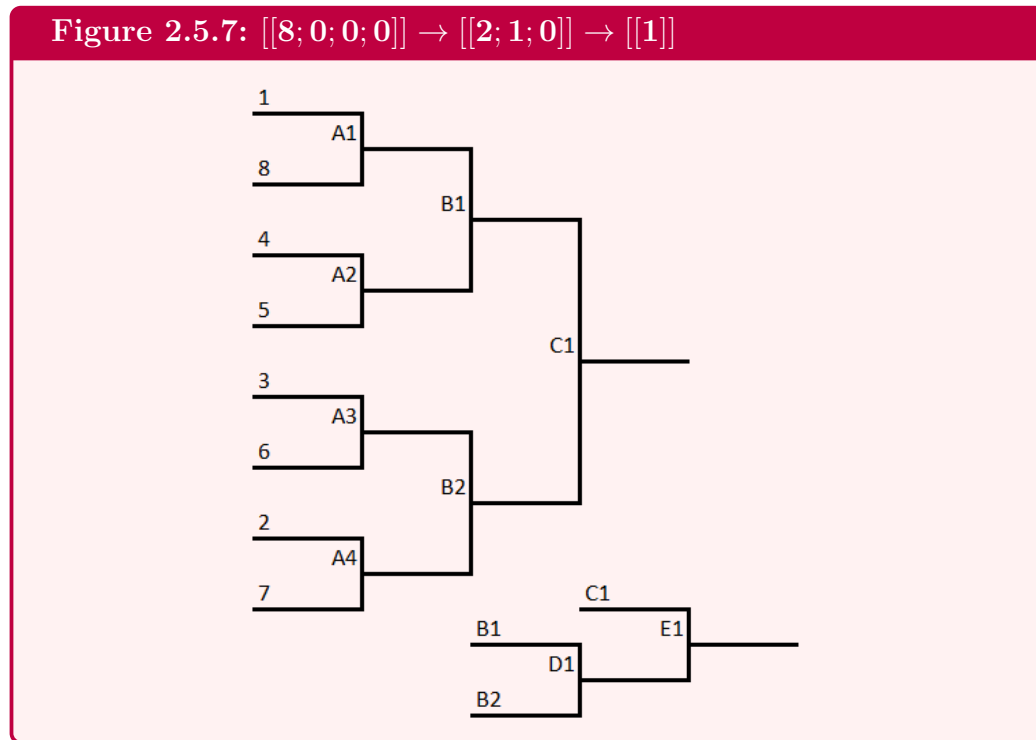 Figure 2.5.7: [[8; 0; 0; 0]] → [[2; 1; 0]] → [[1]]
1
A1
8
B1
4
A2
5
C1
3
A3
6
B2
2
A4
7
C1
B1
E1
D1
B2